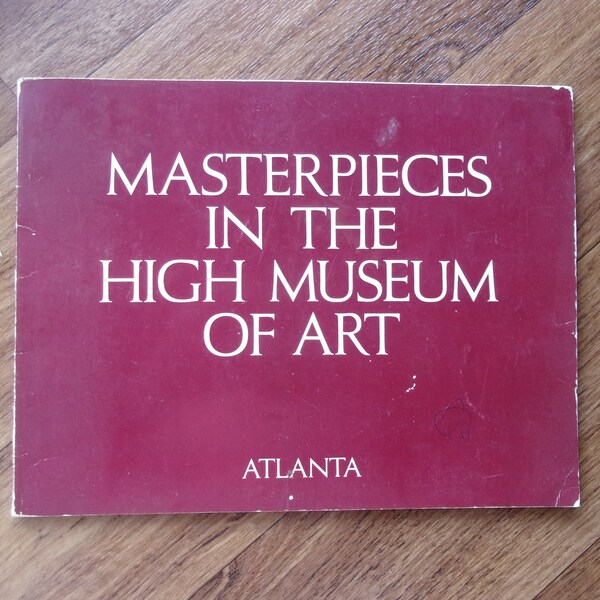 MASTERPIECES
IN THE
HIGH MUSEUM
OF ART
ATLANTA